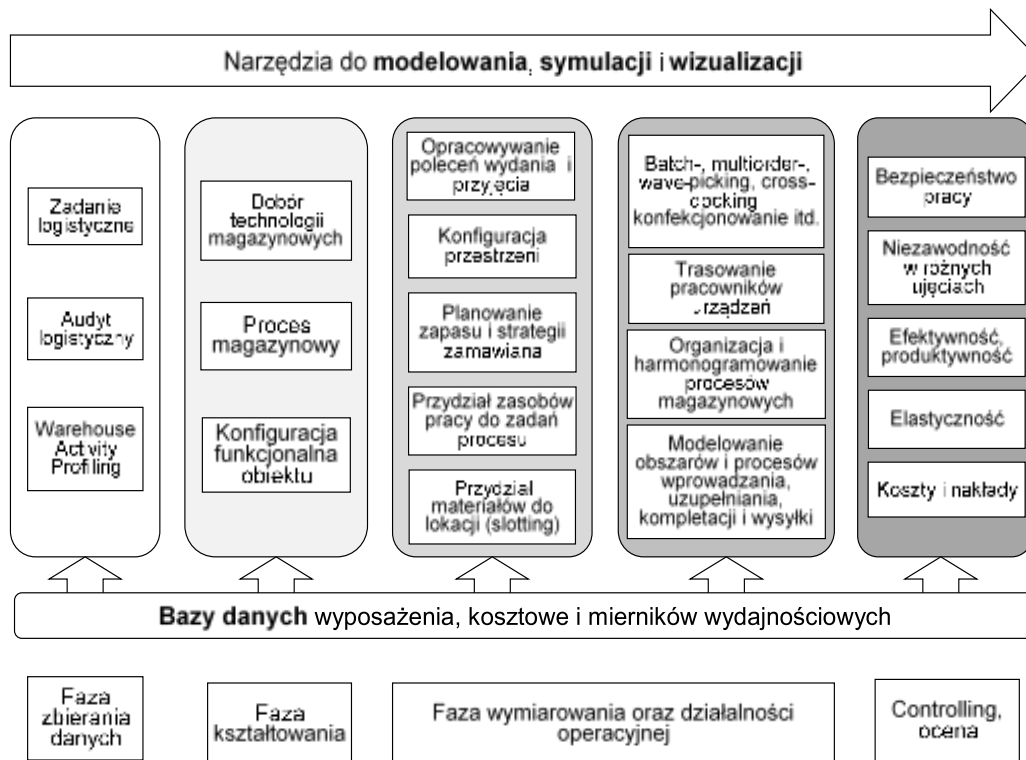 Narzędzia do modelowania, symulacji i wizualizacji
Zadanie
logistyczne
Audyt
logistyczny
Warehouse
Activity
Profiling
Dobór
technologii
magazynowych
Proces
magazynowy
Konfiguracja
funkcjonalna
obiektu
Opracowywanie
poleceń wydania i
przyjęcia
Konfiguracja
przestrzeni
Planowanie
zapasu i strategii
zamawiana
Przydział zasobów
pracy do zadań
procesu
Przydział
materiałów do
lokacji (slotting)
Batch-, multiorder-,
wave-picking, cross-
docking
konfekcjonowanie itd.
Trasowanie
pracowników
urządzań
Organizacja i
harmonogramowanie
procesów
magazynowych
Modelowanie
obszarów i procesów
wprowadzania,
uzupełniania,
kompletacji i wysyłki
Bezpieczeństwo
pracy
Niezawodność
w różnych
ujęciach
Efektywność,
produktywność
Elastyczność
Koszty i nakłady
Bazy danych wyposażenia, kosztowe i mierników wydajnościowych
Faza
zbierania
danych
Faza
kształtowania
Faza wymiarowania oraz działalności
operacyjnej
Controlling,
ocena